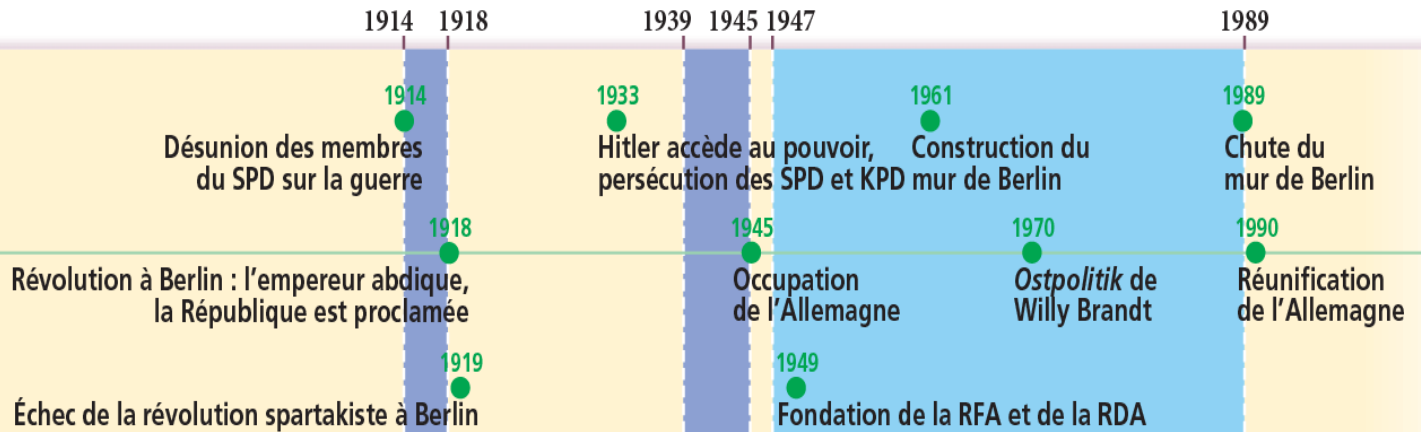 1914 1918 1939 1945 1947 1989
1914 1933 1961 1989
Désunion des membres
du SPD sur la guerre
Hitler accède au pouvoir,
persécution des SPD et KPD
Construction du
mur de Berlin
Chute du
mur de Berlin
1918 1945 1970 1990
Révolution à Berlin : l'empereur abdique,
la République est proclamée
Occupation
de l'Allemagne
Ostpolitik de
Willy Brandt
Réunification
de l'Allemagne
1919 1949
Échec de la révolution spartakiste à Berlin
Fondation de la RFA et de la RDA